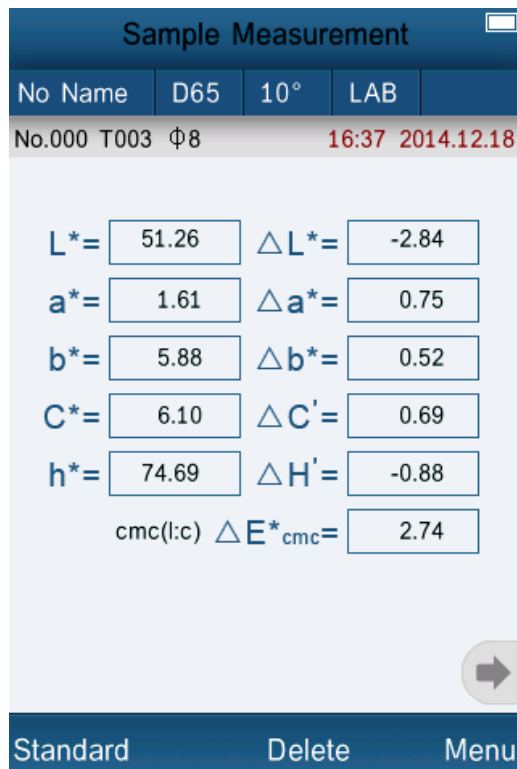 Sample Measurement
No Name D65 10° LAB
No.000 T003 Φ8 16:37 2014.12.18
L*= 51.26 △L*= -2.84
a*= 1.61 △a*= 0.75
b*= 5.88 △b*= 0.52
C*= 6.10 △C'= 0.69
h*= 74.69 △H'= -0.88
cmc(l:c) △E*cmc= 2.74
Standard Delete Menu